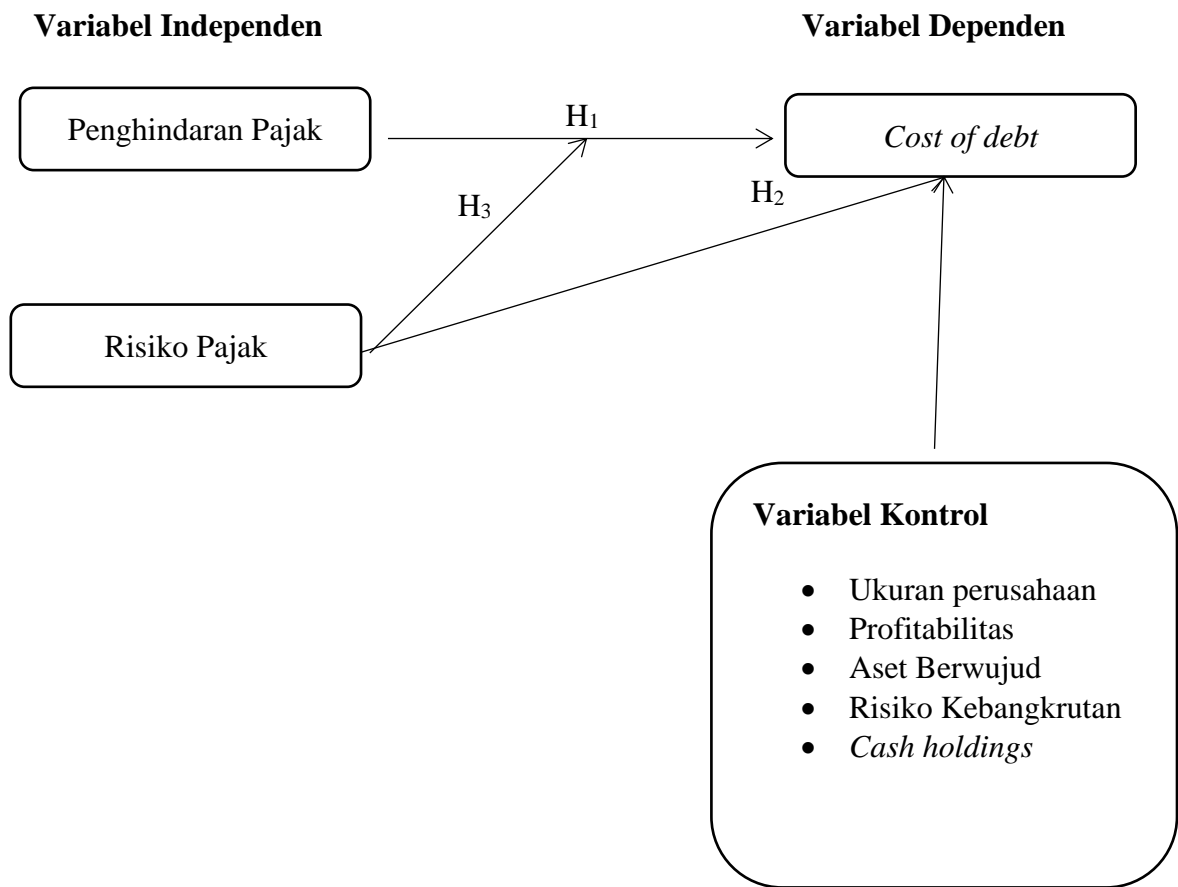 Variabel Independen
Variabel Dependen
Penghindaran Pajak
H1
Cost of debt
H3
H2
Risiko Pajak
Variabel Kontrol
• Ukuran perusahaan
• Profitabilitas
• Aset Berwujud
• Risiko Kebangkrutan
• Cash holdings